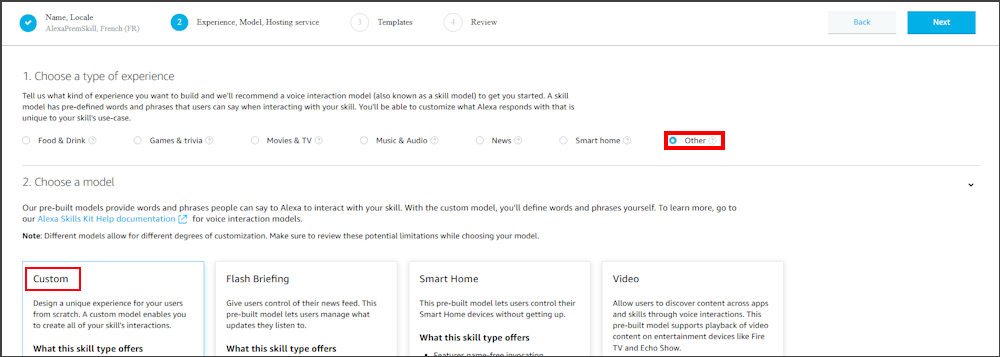 Name, Locale
AlexaPremSkill, French (FR)
2 Experience, Model, Hosting service
3 Templates
4 Review
Back
Next
1. Choose a type of experience
Tell us what kind of experience you want to build and we'll recommend a voice interaction model (also known as a skill model) to get you started. A skill
model has pre-defined words and phrases that users can say when interacting with your skill. You'll be able to customize what Alexa responds with that is
unique to your skill's use-case.
Food & Drink ? Games & trivia ? Movies & TV ? Music & Audio ? News ? Smart home ? Other ?
2. Choose a model
Our pre-built models provide words and phrases people can say to Alexa to interact with your skill. With the custom model, you'll define words and phrases yourself. To learn more, go to
our Alexa Skills Kit Help documentation for voice interaction models.
Note: Different models allow for different degrees of customization. Make sure to review these potential limitations while choosing your model.
Custom
Design a unique experience for your users
from scratch. A custom model enables you
to create all of your skill's interactions.
What this skill type offers
Flash Briefing
Give users control of their news feed. This
pre-built model lets users manage what
updates they listen to.
What this skill type offers
Smart Home
This pre-built model lets users control their
Smart Home devices without getting up.
What this skill type offers
• Features game-free invocation
Video
Allow users to discover content across apps
and skills through voice interactions. This
pre-built model supports playback of video
content on entertainment devices like Fire
TV and Echo Show.